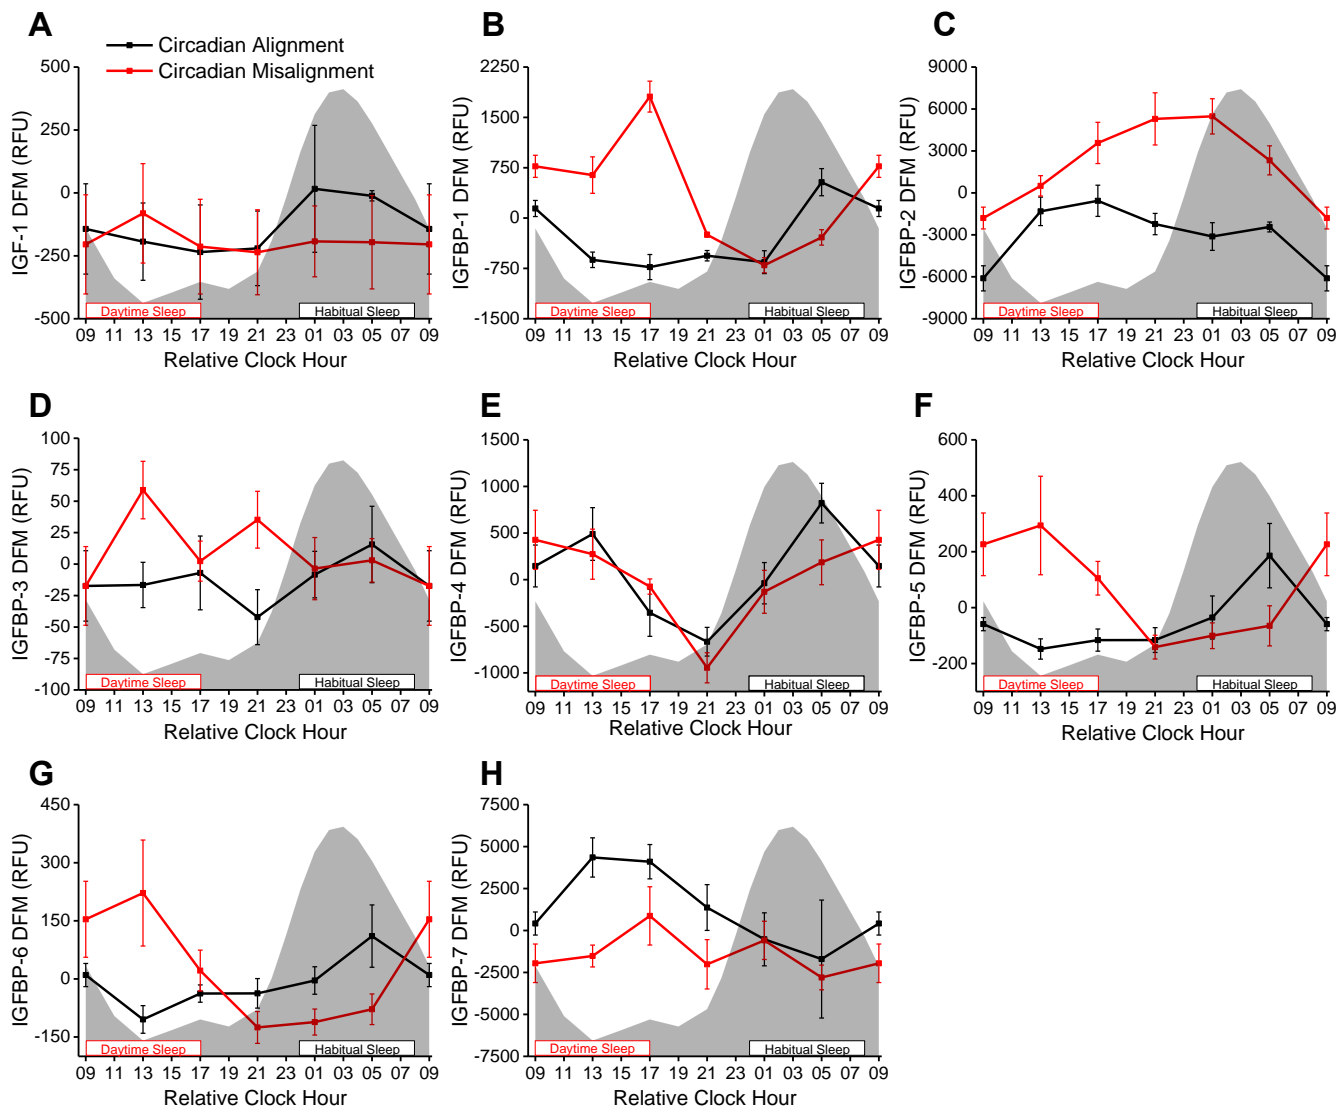 A
Circadian Alignment
Circadian Misalignment
IGF-1 DFM (RFU)
500
250
0
-250
-500
Daytime Sleep
Habitual Sleep
09 11 13 15 17 19 21 23 01 03 05 07 09
Relative Clock Hour
B
IGFBP-1 DFM (RFU)
2250
1500
750
0
-750
-1500
Daytime Sleep
Habitual Sleep
09 11 13 15 17 19 21 23 01 03 05 07 09
Relative Clock Hour
C
IGFBP-2 DFM (RFU)
9000
6000
3000
0
-3000
-6000
-9000
Daytime Sleep
Habitual Sleep
09 11 13 15 17 19 21 23 01 03 05 07 09
Relative Clock Hour
D
IGFBP-3 DFM (RFU)
100
75
50
25
0
-25
-50
-75
-100
Daytime Sleep
Habitual Sleep
09 11 13 15 17 19 21 23 01 03 05 07 09
Relative Clock Hour
E
IGFBP-4 DFM (RFU)
1500
1000
500
0
-500
-1000
Daytime Sleep
Habitual Sleep
09 11 13 15 17 19 21 23 01 03 05 07 09
Relative Clock Hour
F
IGFBP-5 DFM (RFU)
600
400
200
0
-200
Daytime Sleep
Habitual Sleep
09 11 13 15 17 19 21 23 01 03 05 07 09
Relative Clock Hour
G
IGFBP-6 DFM (RFU)
450
300
150
0
-150
Daytime Sleep
Habitual Sleep
09 11 13 15 17 19 21 23 01 03 05 07 09
Relative Clock Hour
H
IGFBP-7 DFM (RFU)
7500
5000
2500
0
-2500
-5000
-7500
Daytime Sleep
Habitual Sleep
09 11 13 15 17 19 21 23 01 03 05 07 09
Relative Clock Hour